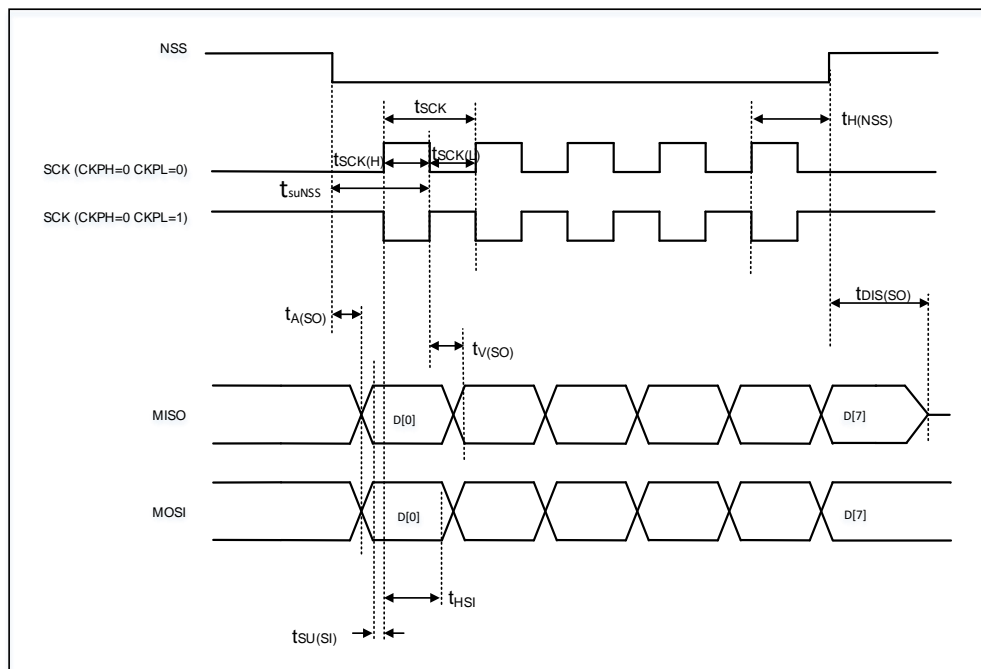 NSS
tSCK
tH(NSS)
tSCK(H)
tSCK(L)
SCK (CKPH=0 CKPL=0)
tsuNSS
SCK (CKPH=0 CKPL=1)
tDIS(SO)
tA(SO)
tV(SO)
MISO
D[0]
D[7]
MOSI
D[0]
D[7]
tHSI
tSU(SI)